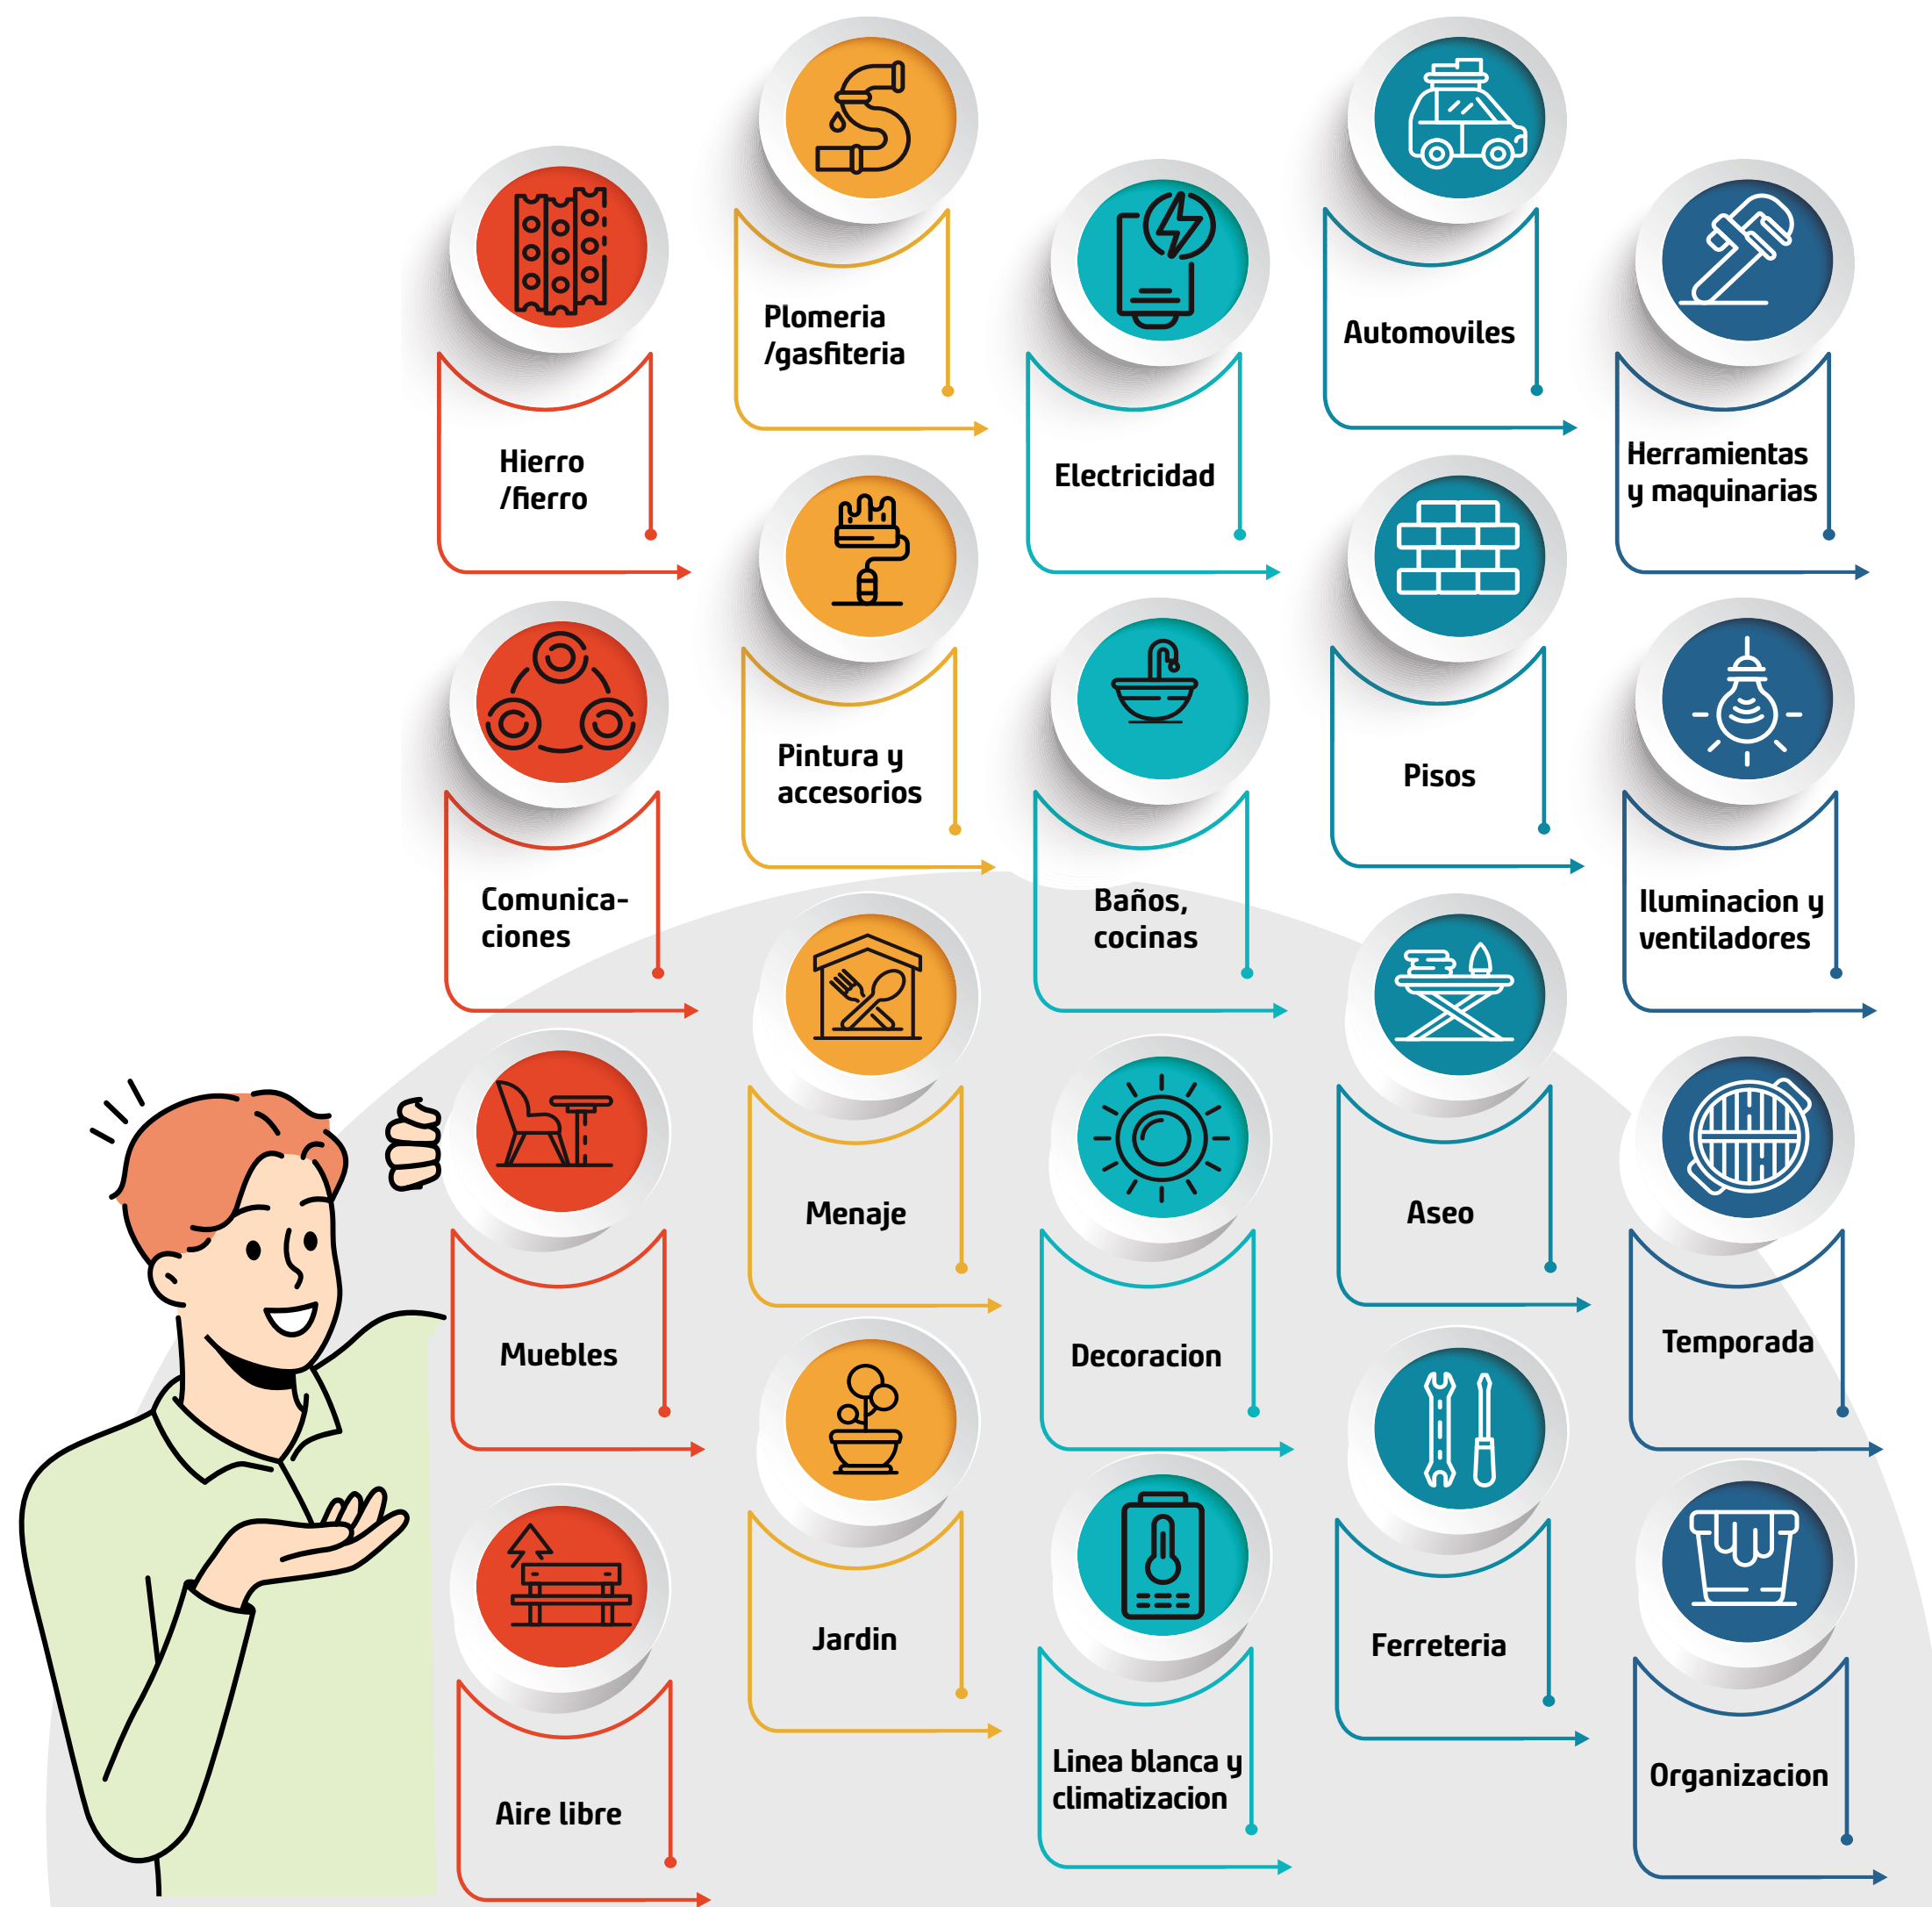 Plomeria
/gasfiteria
Automoviles
Hierro
/fierro
Electricidad
Herramientas
y maquinarias
Pintura y
accesorios
Pisos
Comunica-
ciones
Baños,
cocinas
Iluminacion y
ventiladores
Menaje
Aseo
Muebles
Decoracion
Temporada
Jardin
Ferreteria
Aire libre
Linea blanca y
climatizacion
Organizacion